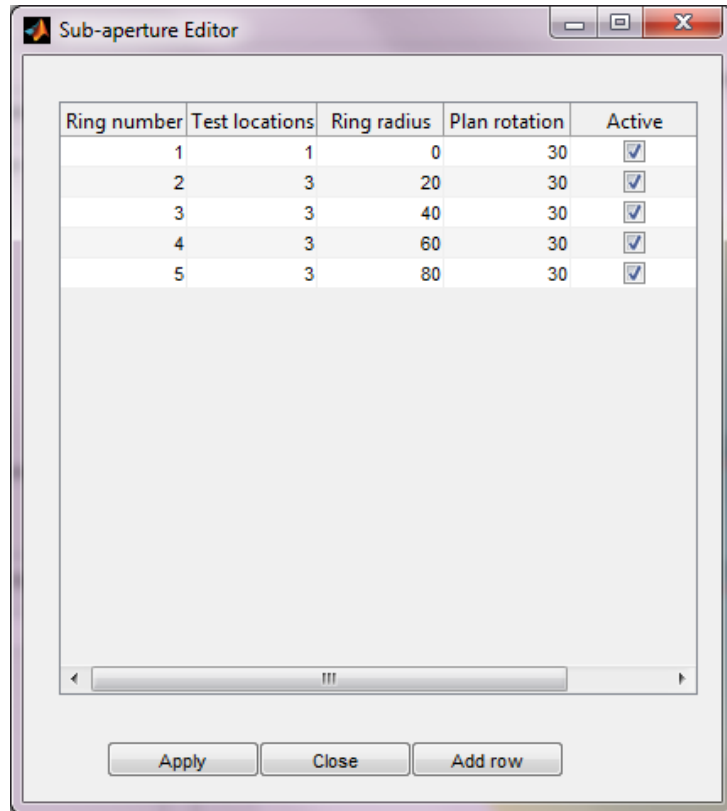 Sub-aperture Editor
Ring number Test locations Ring radius Plan rotation Active
1 1 0 30
2 3 20 30
3 3 40 30
4 3 60 30
5 3 80 30
Apply Close Add row